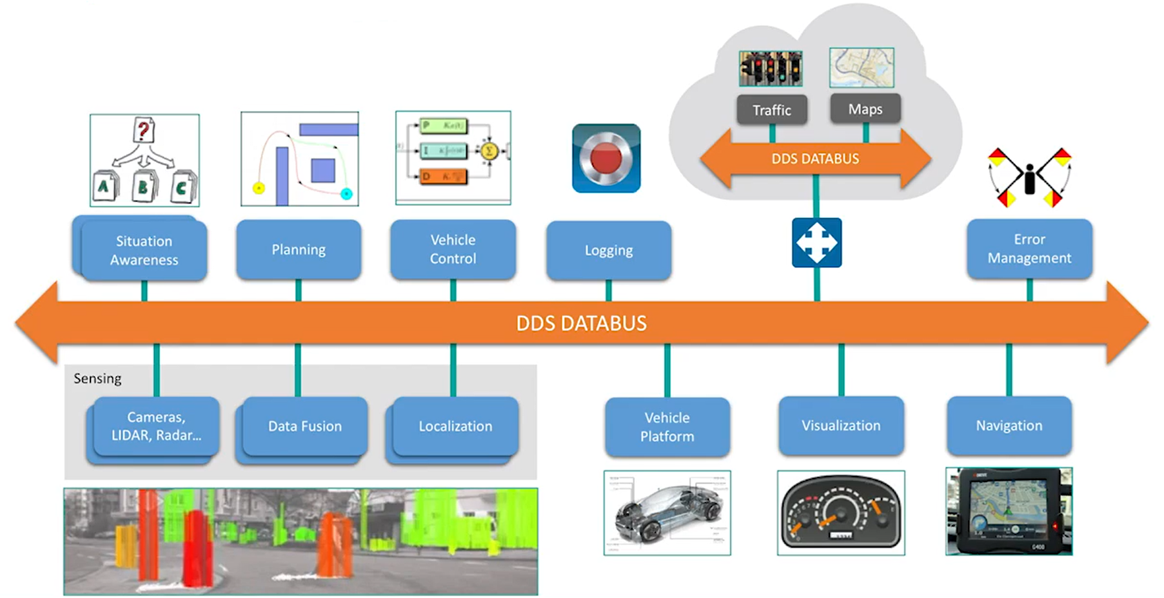 Traffic
Maps
DDS DATABUS
?
A
B
C
P
I
D
Σ
Situation
Awareness
Planning
Vehicle
Control
Logging
Error
Management
DDS DATABUS
Sensing
Cameras,
LIDAR, Radar...
Data Fusion
Localization
Vehicle
Platform
Visualization
Navigation
G400